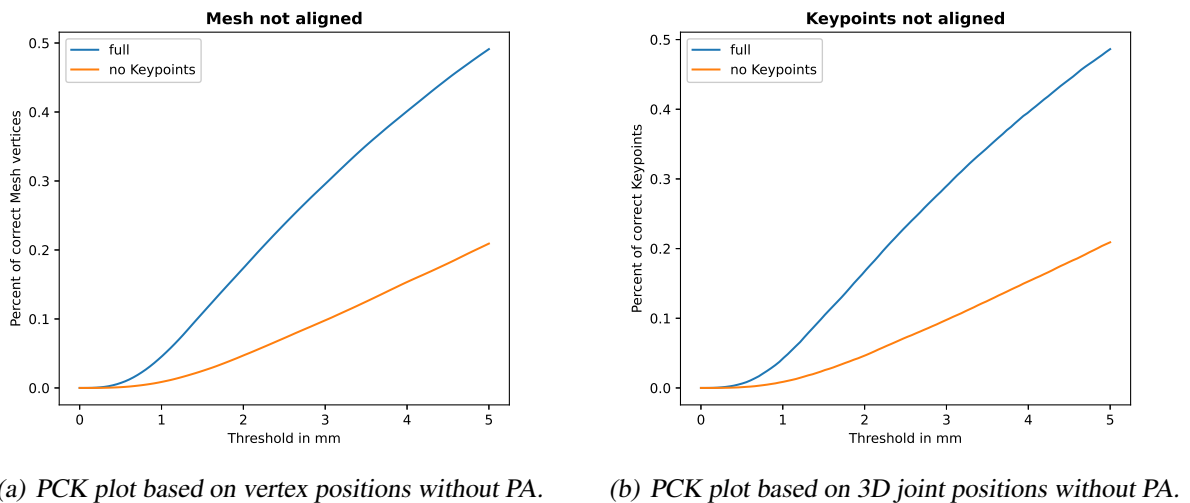 Mesh not aligned
0.5
0.4
0.3
0.2
0.1
0.0
Percent of correct Mesh vertices
full
no Keypoints
0 1 2 3 4 5
Threshold in mm
(a) PCK plot based on vertex positions without PA.
Keypoints not aligned
0.5
0.4
0.3
0.2
0.1
0.0
Percent of correct Keypoints
full
no Keypoints
0 1 2 3 4 5
Threshold in mm
(b) PCK plot based on 3D joint positions without PA.